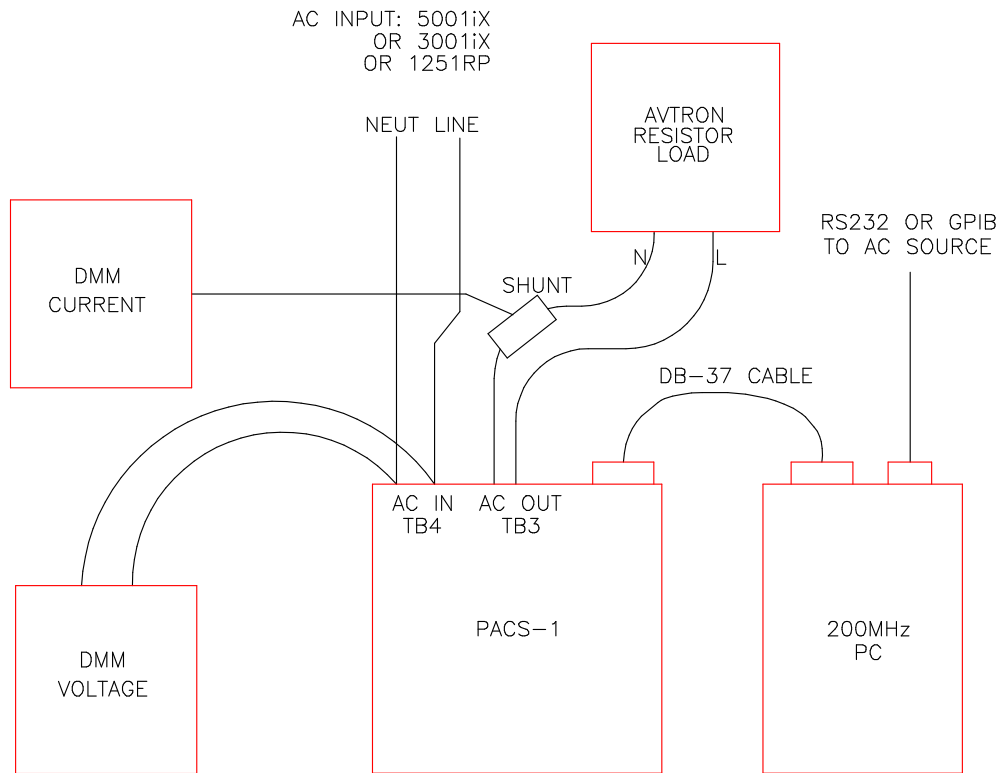 AC INPUT: 5001iX
OR 3001iX
OR 1251RP
NEUT LINE
AVTRON
RESISTOR
LOAD
RS232 OR GPIB
TO AC SOURCE
N
L
DMM
CURRENT
SHUNT
DB-37 CABLE
AC IN
TB4
AC OUT
TB3
PACS-1
200MHz
PC
DMM
VOLTAGE